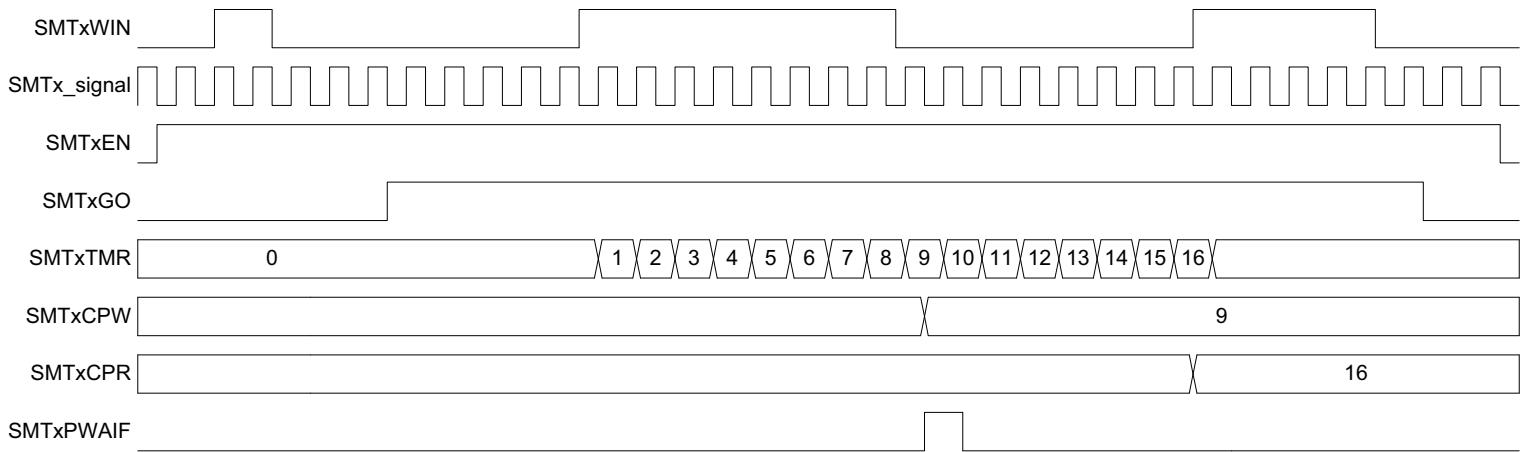 SMTxWIN
SMTx_signal
SMTxEN
SMTxGO
SMTxTMR 0 1 2 3 4 5 6 7 8 9 10 11 12 13 14 15 16
SMTxCPW 9
SMTxCPR 16
SMTxPWAIF